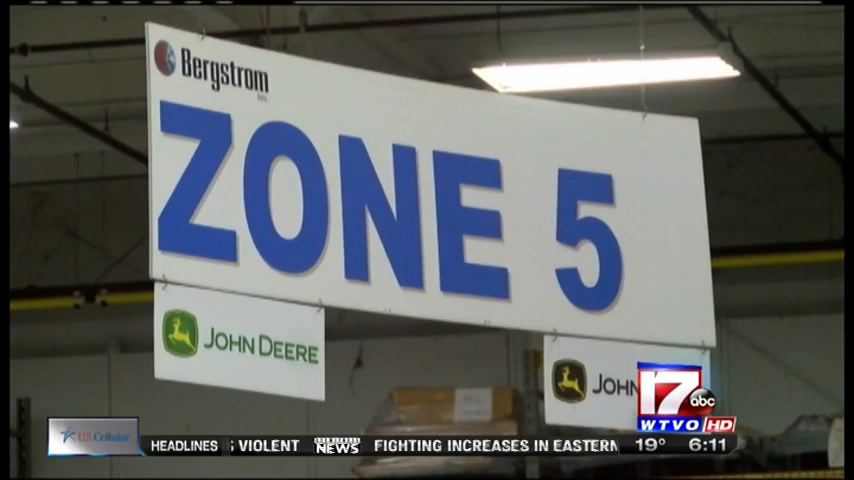 Bergstrom
Inc.
ZONE 5
JOHN DEERE
JOHN
17 abc
WTVO HD
U.S. Cellular
HEADLINES VIOLENT NEWS FIGHTING INCREASES IN EASTERN 19° 6:11